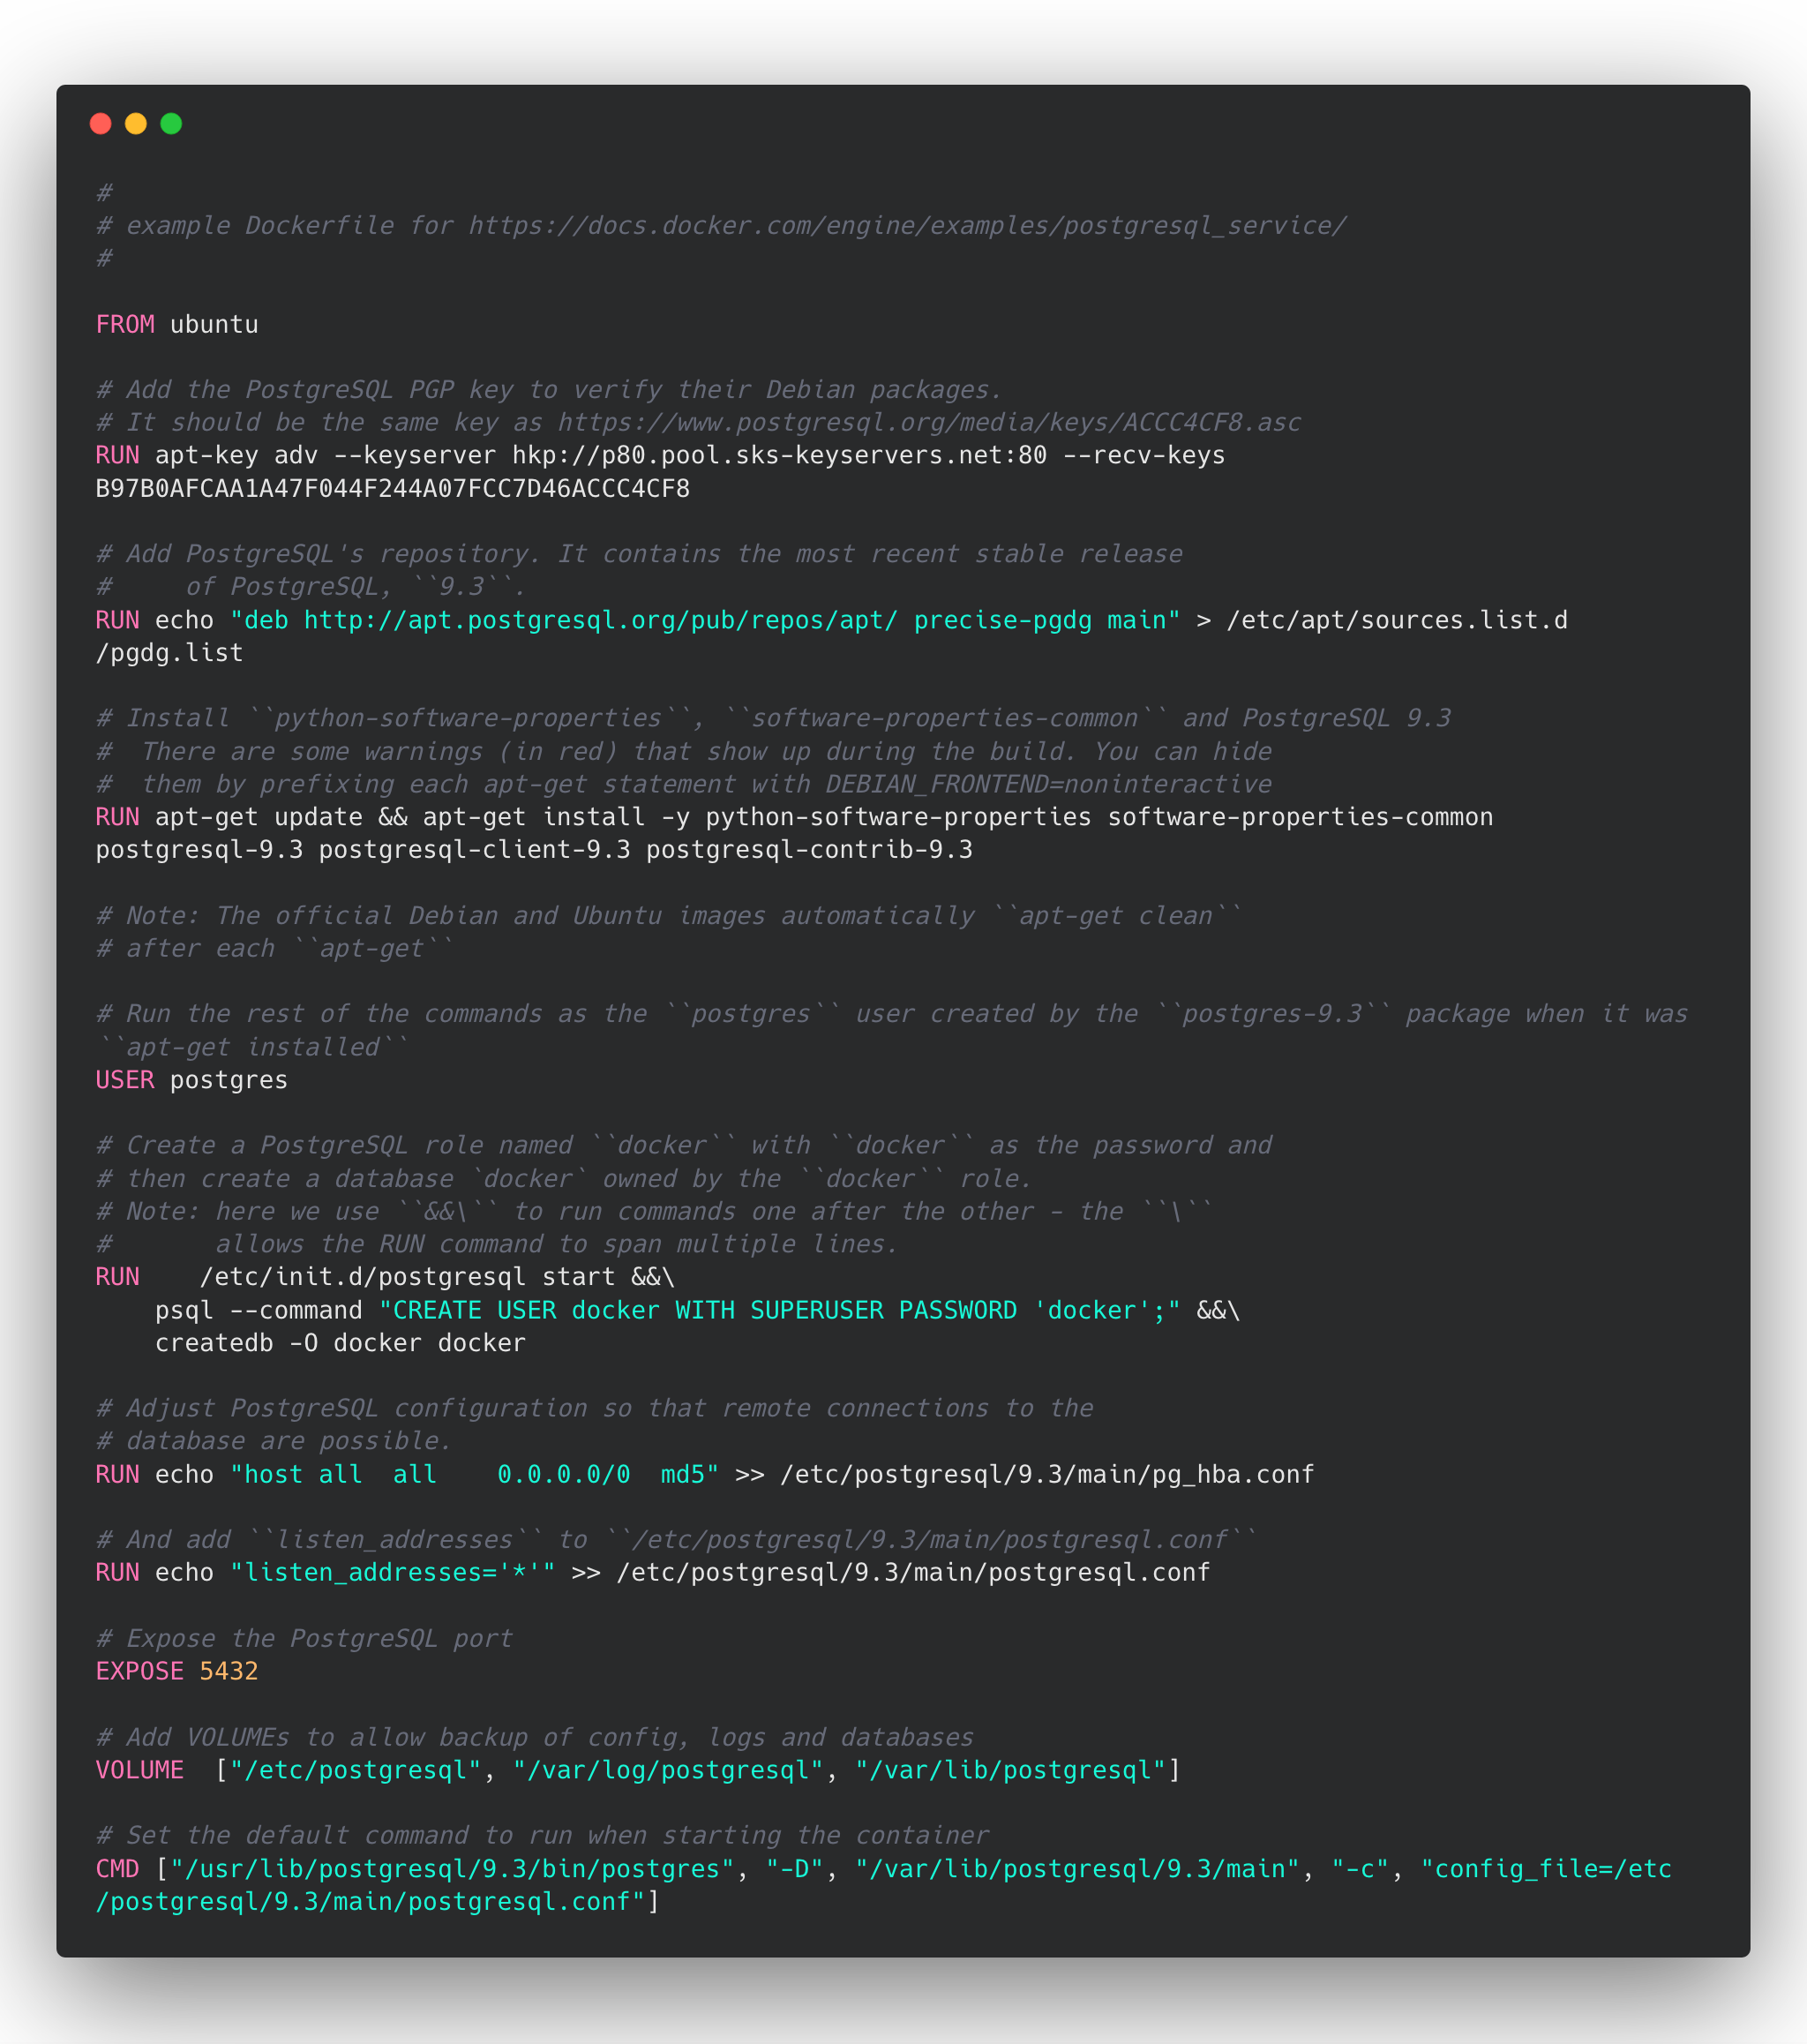 #
# example Dockerfile for https://docs.docker.com/engine/examples/postgresql_service/
#

FROM ubuntu

# Add the PostgreSQL PGP key to verify their Debian packages.
# It should be the same key as https://www.postgresql.org/media/keys/ACCC4CF8.asc
RUN apt-key adv --keyserver hkp://p80.pool.sks-keyservers.net:80 --recv-keys
B97B0AFCAA1A47F044F244A07FCC7D46ACCC4CF8

# Add PostgreSQL's repository. It contains the most recent stable release
#     of PostgreSQL, ``9.3``.
RUN echo "deb http://apt.postgresql.org/pub/repos/apt/ precise-pgdg main" > /etc/apt/sources.list.d
/pgdg.list

# Install ``python-software-properties``, ``software-properties-common`` and PostgreSQL 9.3
#  There are some warnings (in red) that show up during the build. You can hide
#  them by prefixing each apt-get statement with DEBIAN_FRONTEND=noninteractive
RUN apt-get update && apt-get install -y python-software-properties software-properties-common
postgresql-9.3 postgresql-client-9.3 postgresql-contrib-9.3

# Note: The official Debian and Ubuntu images automatically ``apt-get clean``
# after each ``apt-get``

# Run the rest of the commands as the ``postgres`` user created by the ``postgres-9.3`` package when it was
``apt-get installed``
USER postgres

# Create a PostgreSQL role named ``docker`` with ``docker`` as the password and
# then create a database `docker` owned by the ``docker`` role.
# Note: here we use ``&&\`` to run commands one after the other - the ``\``
#       allows the RUN command to span multiple lines.
RUN    /etc/init.d/postgresql start &&\
    psql --command "CREATE USER docker WITH SUPERUSER PASSWORD 'docker';" &&\
    createdb -O docker docker

# Adjust PostgreSQL configuration so that remote connections to the
# database are possible.
RUN echo "host all  all    0.0.0.0/0  md5" >> /etc/postgresql/9.3/main/pg_hba.conf

# And add ``listen_addresses`` to ``/etc/postgresql/9.3/main/postgresql.conf``
RUN echo "listen_addresses='*'" >> /etc/postgresql/9.3/main/postgresql.conf

# Expose the PostgreSQL port
EXPOSE 5432

# Add VOLUMEs to allow backup of config, logs and databases
VOLUME  ["/etc/postgresql", "/var/log/postgresql", "/var/lib/postgresql"]

# Set the default command to run when starting the container
CMD ["/usr/lib/postgresql/9.3/bin/postgres", "-D", "/var/lib/postgresql/9.3/main", "-c", "config_file=/etc
/postgresql/9.3/main/postgresql.conf"]